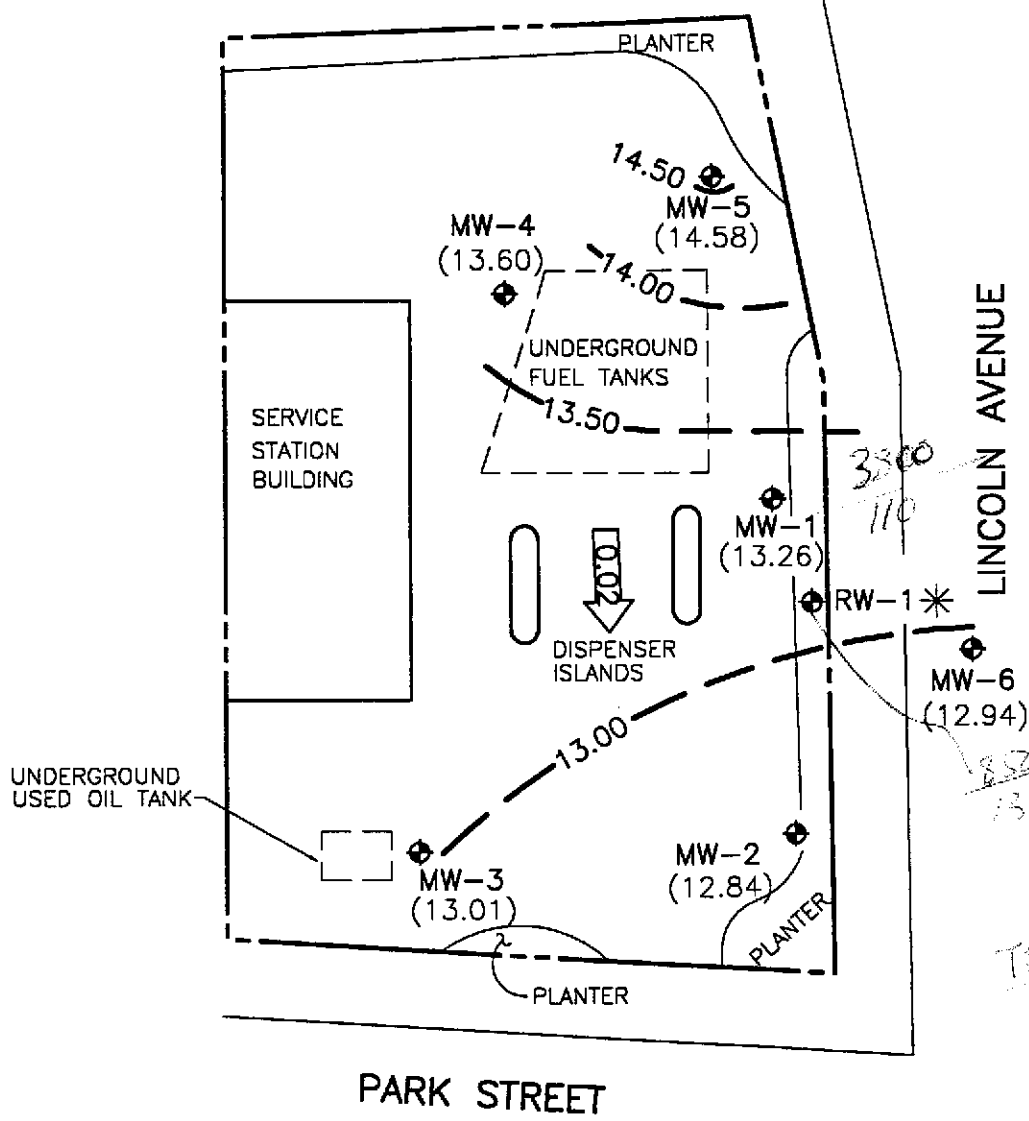 PLANTER
14.50
MW-5
(14.58)
MW-4
(13.60)
14.00
UNDERGROUND
FUEL TANKS
13.50
SERVICE
STATION
BUILDING
LINCOLN AVENUE
3300
110
MW-1
(13.26)
0.02
RW-1 *
DISPENSER
ISLANDS
MW-6
(12.94)
13.00
UNDERGROUND
USED OIL TANK
MW-3
(13.01)
MW-2
(12.84)
PLANTER
PLANTER
PARK STREET